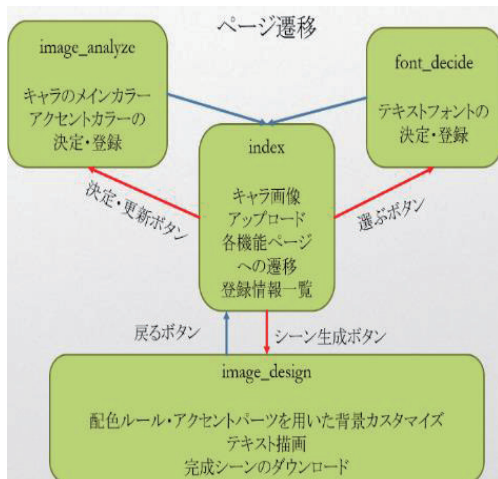 ページ遷移
image_analyze
キャラのメインカラー
アクセントカラーの
決定・登録
font_decide
テキストフォントの
決定・登録
index
キャラ画像
アップロード
各機能ページ
への遷移
登録情報一覧
決定・更新ボタン
選ぶボタン
戻るボタン
シーン生成ボタン
image_design
配色ルール・アクセントパーツを用いた背景カスタマイズ
テキスト描画
完成シーンのダウンロード